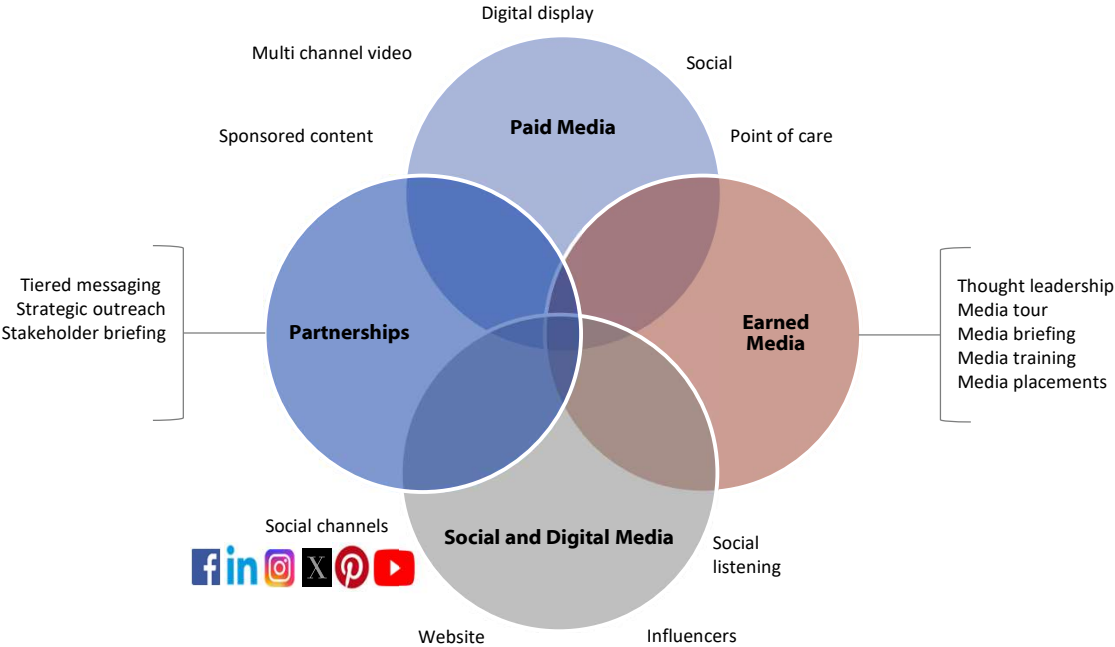 Digital display
Multi channel video
Social
Paid Media
Sponsored content
Point of care
Tiered messaging
Strategic outreach
Stakeholder briefing
Partnerships
Earned
Media
Thought leadership
Media tour
Media briefing
Media training
Media placements
Social channels
f in X
Social and Digital Media
Social
listening
Website
Influencers